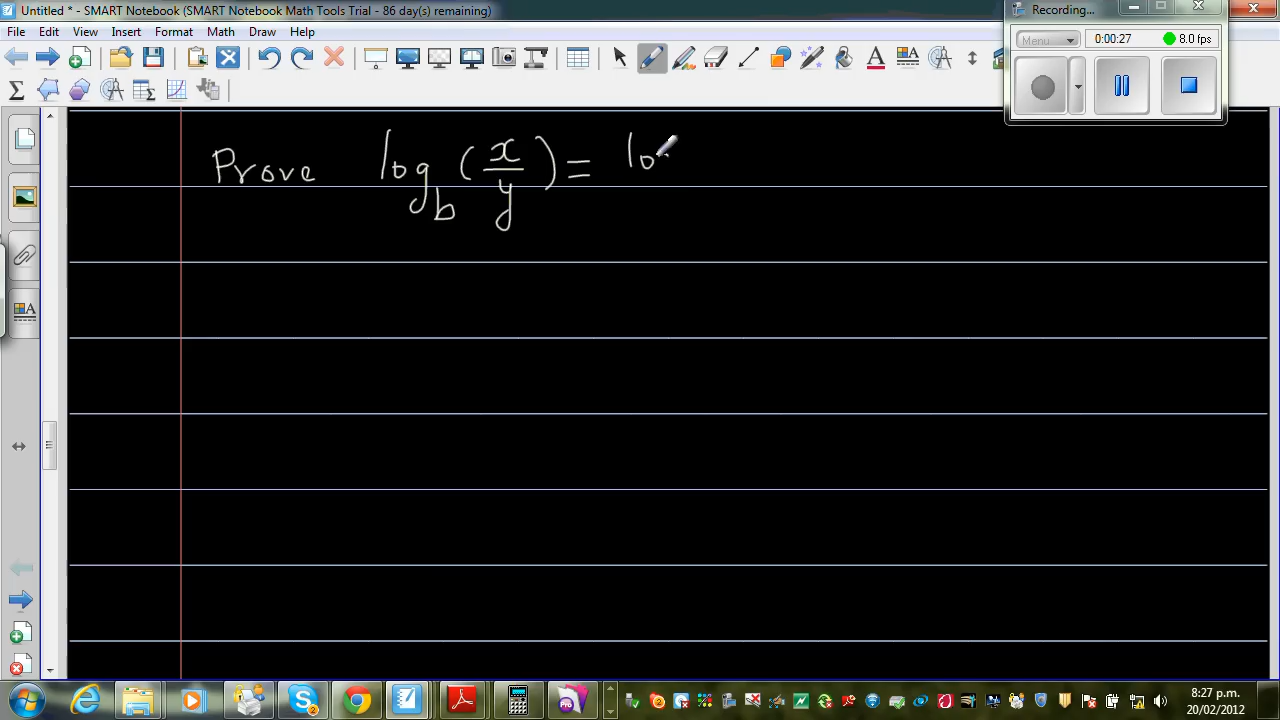 Untitled * - SMART Notebook (SMART Notebook Math Tools Trial - 86 day(s) remaining)
Recording...
File Edit View Insert Format Math Draw Help
Menu 0:00:27 8.0 fps
Prove log_b (x/y) = lo
8:27 p.m.
20/02/2012